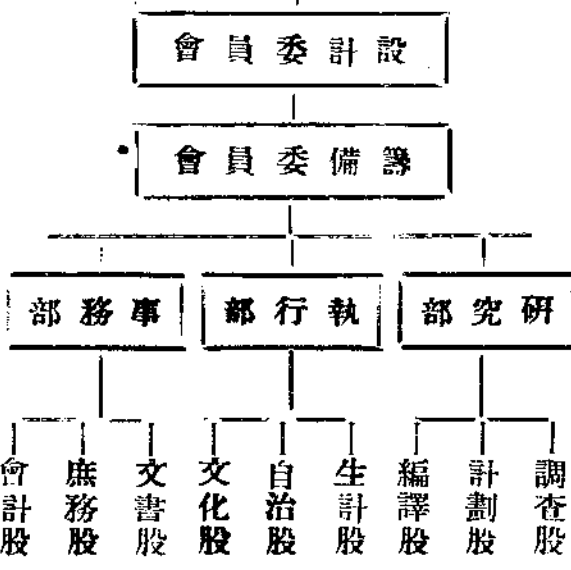 設計委員會
籌備委員會
研究部
執行部
事務部
調查股
計劃股
編譯股
生計股
自治股
文化股
文書股
庶務股
會計股